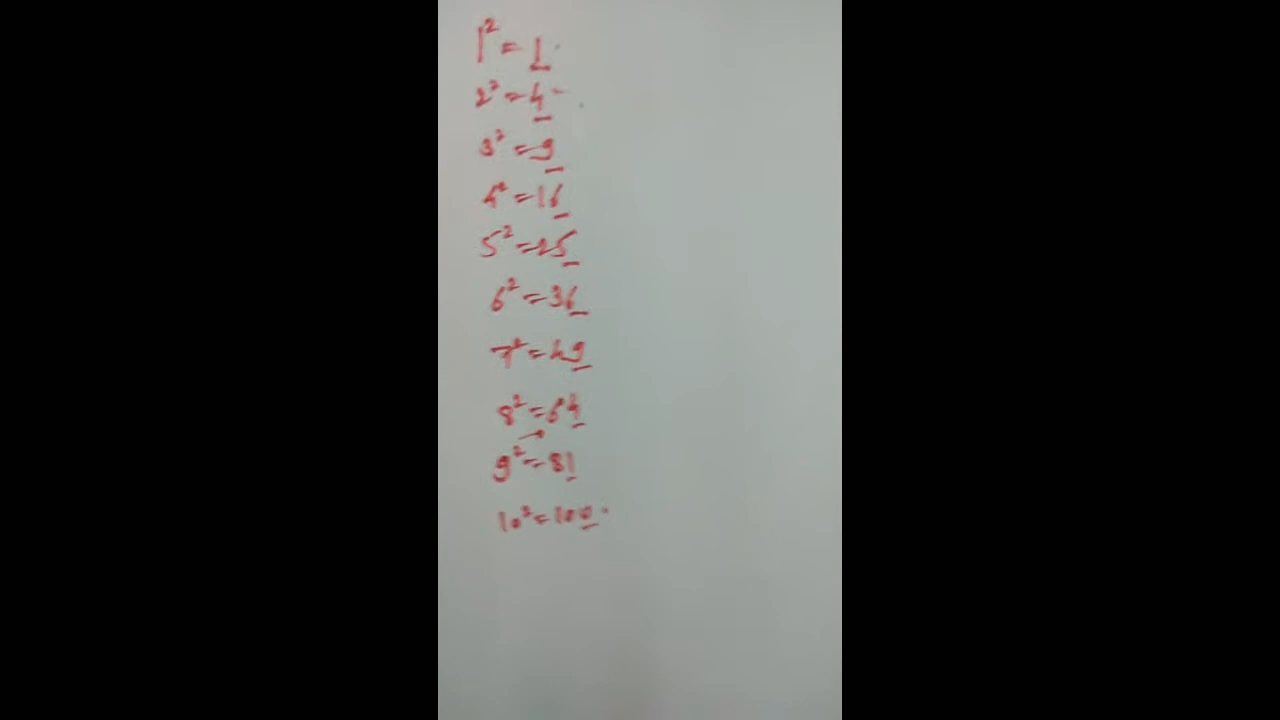 1² = 1
2² = 4
3² = 9
4² = 16
5² = 25
6² = 36
7² = 49
8² = 64
9² = 81
10² = 100